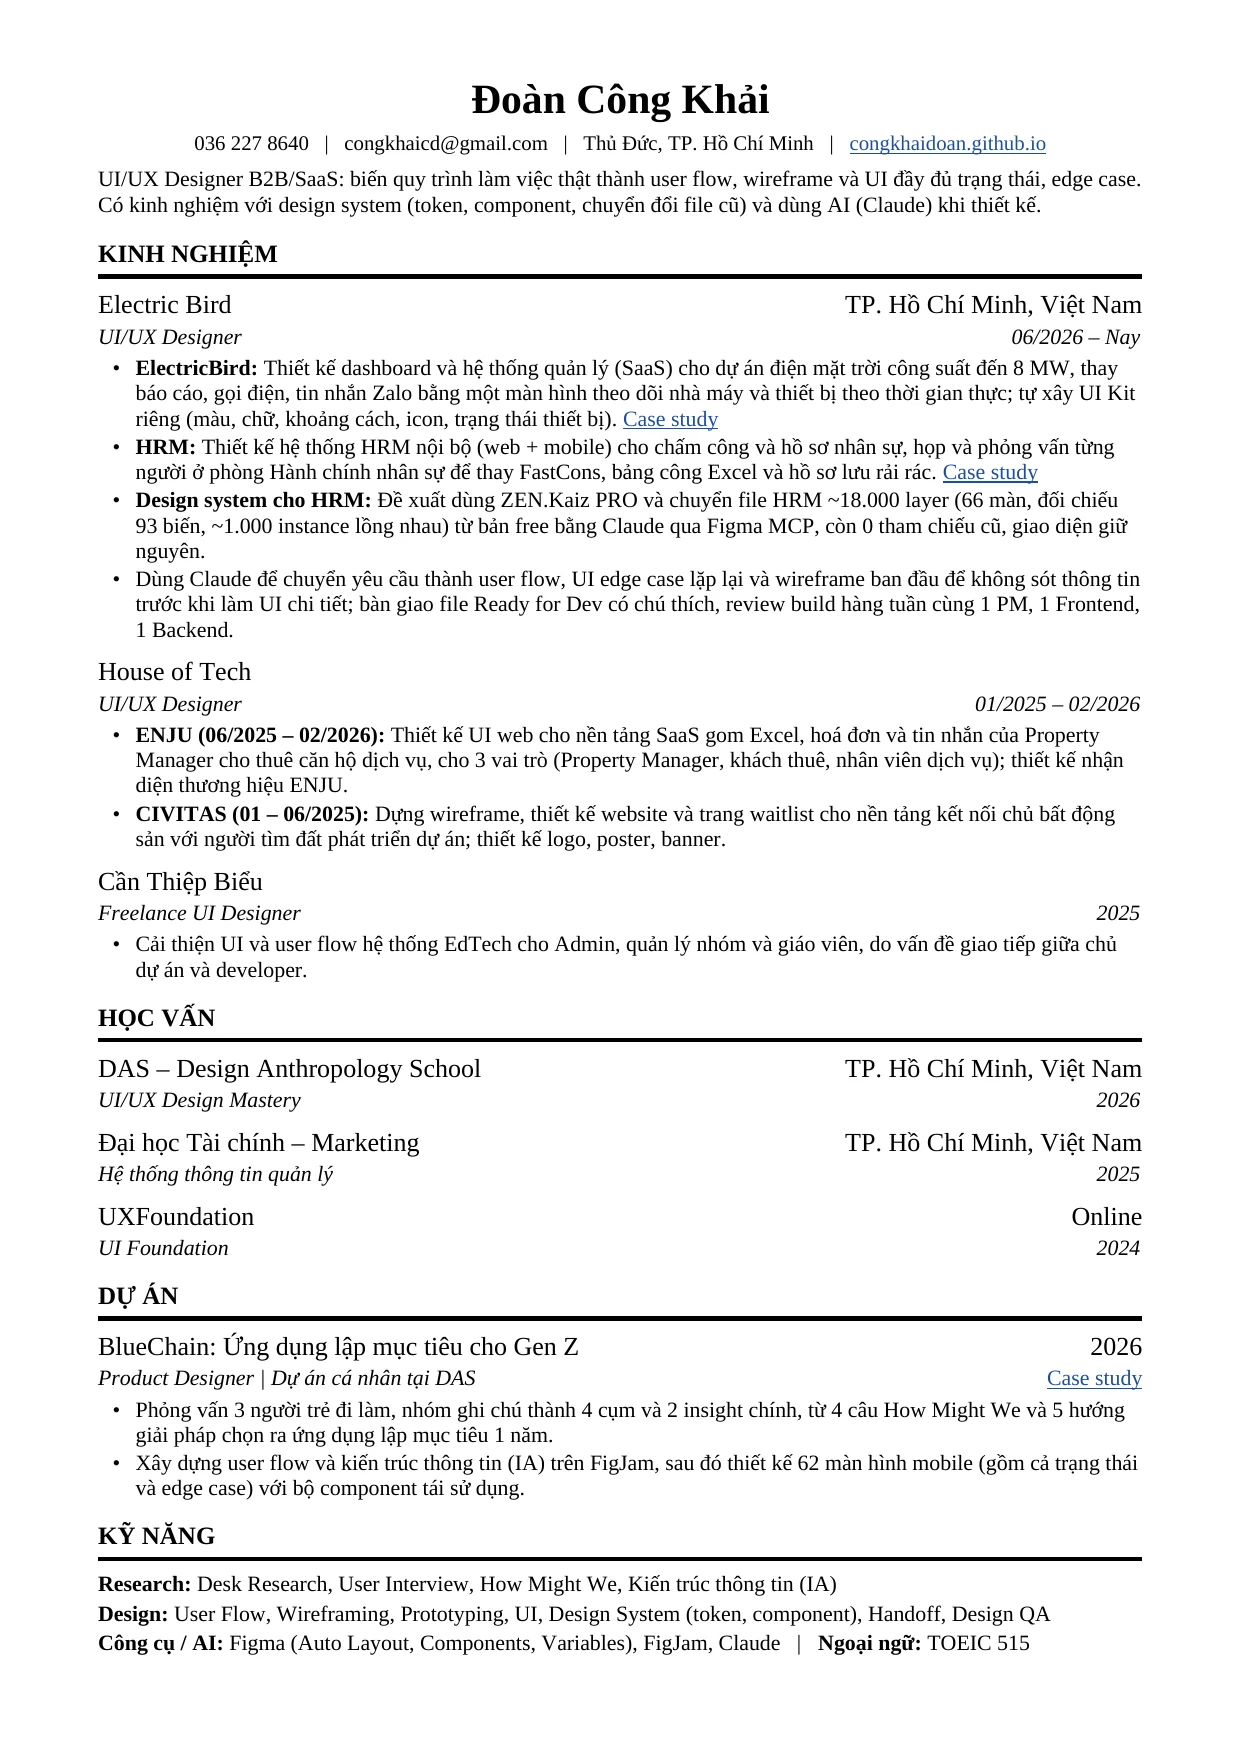 Đoàn Công Khải
036 227 8640 | congkhaicd@gmail.com | Thủ Đức, TP. Hồ Chí Minh | congkhaidoan.github.io
UI/UX Designer B2B/SaaS: biến quy trình làm việc thật thành user flow, wireframe và UI đầy đủ trạng thái, edge case.
Có kinh nghiệm với design system (token, component, chuyển đổi file cũ) và dùng AI (Claude) khi thiết kế.
KINH NGHIỆM
Electric Bird TP. Hồ Chí Minh, Việt Nam
UI/UX Designer 06/2026 – Nay
• ElectricBird: Thiết kế dashboard và hệ thống quản lý (SaaS) cho dự án điện mặt trời công suất đến 8 MW, thay
báo cáo, gọi điện, tin nhắn Zalo bằng một màn hình theo dõi nhà máy và thiết bị theo thời gian thực; tự xây UI Kit
riêng (màu, chữ, khoảng cách, icon, trạng thái thiết bị). Case study
• HRM: Thiết kế hệ thống HRM nội bộ (web + mobile) cho chấm công và hồ sơ nhân sự, họp và phỏng vấn từng
người ở phòng Hành chính nhân sự để thay FastCons, bảng công Excel và hồ sơ lưu rải rác. Case study
• Design system cho HRM: Đề xuất dùng ZEN.Kaiz PRO và chuyển file HRM ~18.000 layer (66 màn, đối chiếu
93 biến, ~1.000 instance lồng nhau) từ bản free bằng Claude qua Figma MCP, còn 0 tham chiếu cũ, giao diện giữ
nguyên.
• Dùng Claude để chuyển yêu cầu thành user flow, UI edge case lặp lại và wireframe ban đầu để không sót thông tin
trước khi làm UI chi tiết; bàn giao file Ready for Dev có chú thích, review build hàng tuần cùng 1 PM, 1 Frontend,
1 Backend.
House of Tech
UI/UX Designer 01/2025 – 02/2026
• ENJU (06/2025 – 02/2026): Thiết kế UI web cho nền tảng SaaS gom Excel, hoá đơn và tin nhắn của Property
Manager cho thuê căn hộ dịch vụ, cho 3 vai trò (Property Manager, khách thuê, nhân viên dịch vụ); thiết kế nhận
diện thương hiệu ENJU.
• CIVITAS (01 – 06/2025): Dựng wireframe, thiết kế website và trang waitlist cho nền tảng kết nối chủ bất động
sản với người tìm đất phát triển dự án; thiết kế logo, poster, banner.
Cần Thiệp Biểu
Freelance UI Designer 2025
• Cải thiện UI và user flow hệ thống EdTech cho Admin, quản lý nhóm và giáo viên, do vấn đề giao tiếp giữa chủ
dự án và developer.
HỌC VẤN
DAS – Design Anthropology School TP. Hồ Chí Minh, Việt Nam
UI/UX Design Mastery 2026
Đại học Tài chính – Marketing TP. Hồ Chí Minh, Việt Nam
Hệ thống thông tin quản lý 2025
UXFoundation Online
UI Foundation 2024
DỰ ÁN
BlueChain: Ứng dụng lập mục tiêu cho Gen Z 2026
Product Designer | Dự án cá nhân tại DAS Case study
• Phỏng vấn 3 người trẻ đi làm, nhóm ghi chú thành 4 cụm và 2 insight chính, từ 4 câu How Might We và 5 hướng
giải pháp chọn ra ứng dụng lập mục tiêu 1 năm.
• Xây dựng user flow và kiến trúc thông tin (IA) trên FigJam, sau đó thiết kế 62 màn hình mobile (gồm cả trạng thái
và edge case) với bộ component tái sử dụng.
KỸ NĂNG
Research: Desk Research, User Interview, How Might We, Kiến trúc thông tin (IA)
Design: User Flow, Wireframing, Prototyping, UI, Design System (token, component), Handoff, Design QA
Công cụ / AI: Figma (Auto Layout, Components, Variables), FigJam, Claude | Ngoại ngữ: TOEIC 515